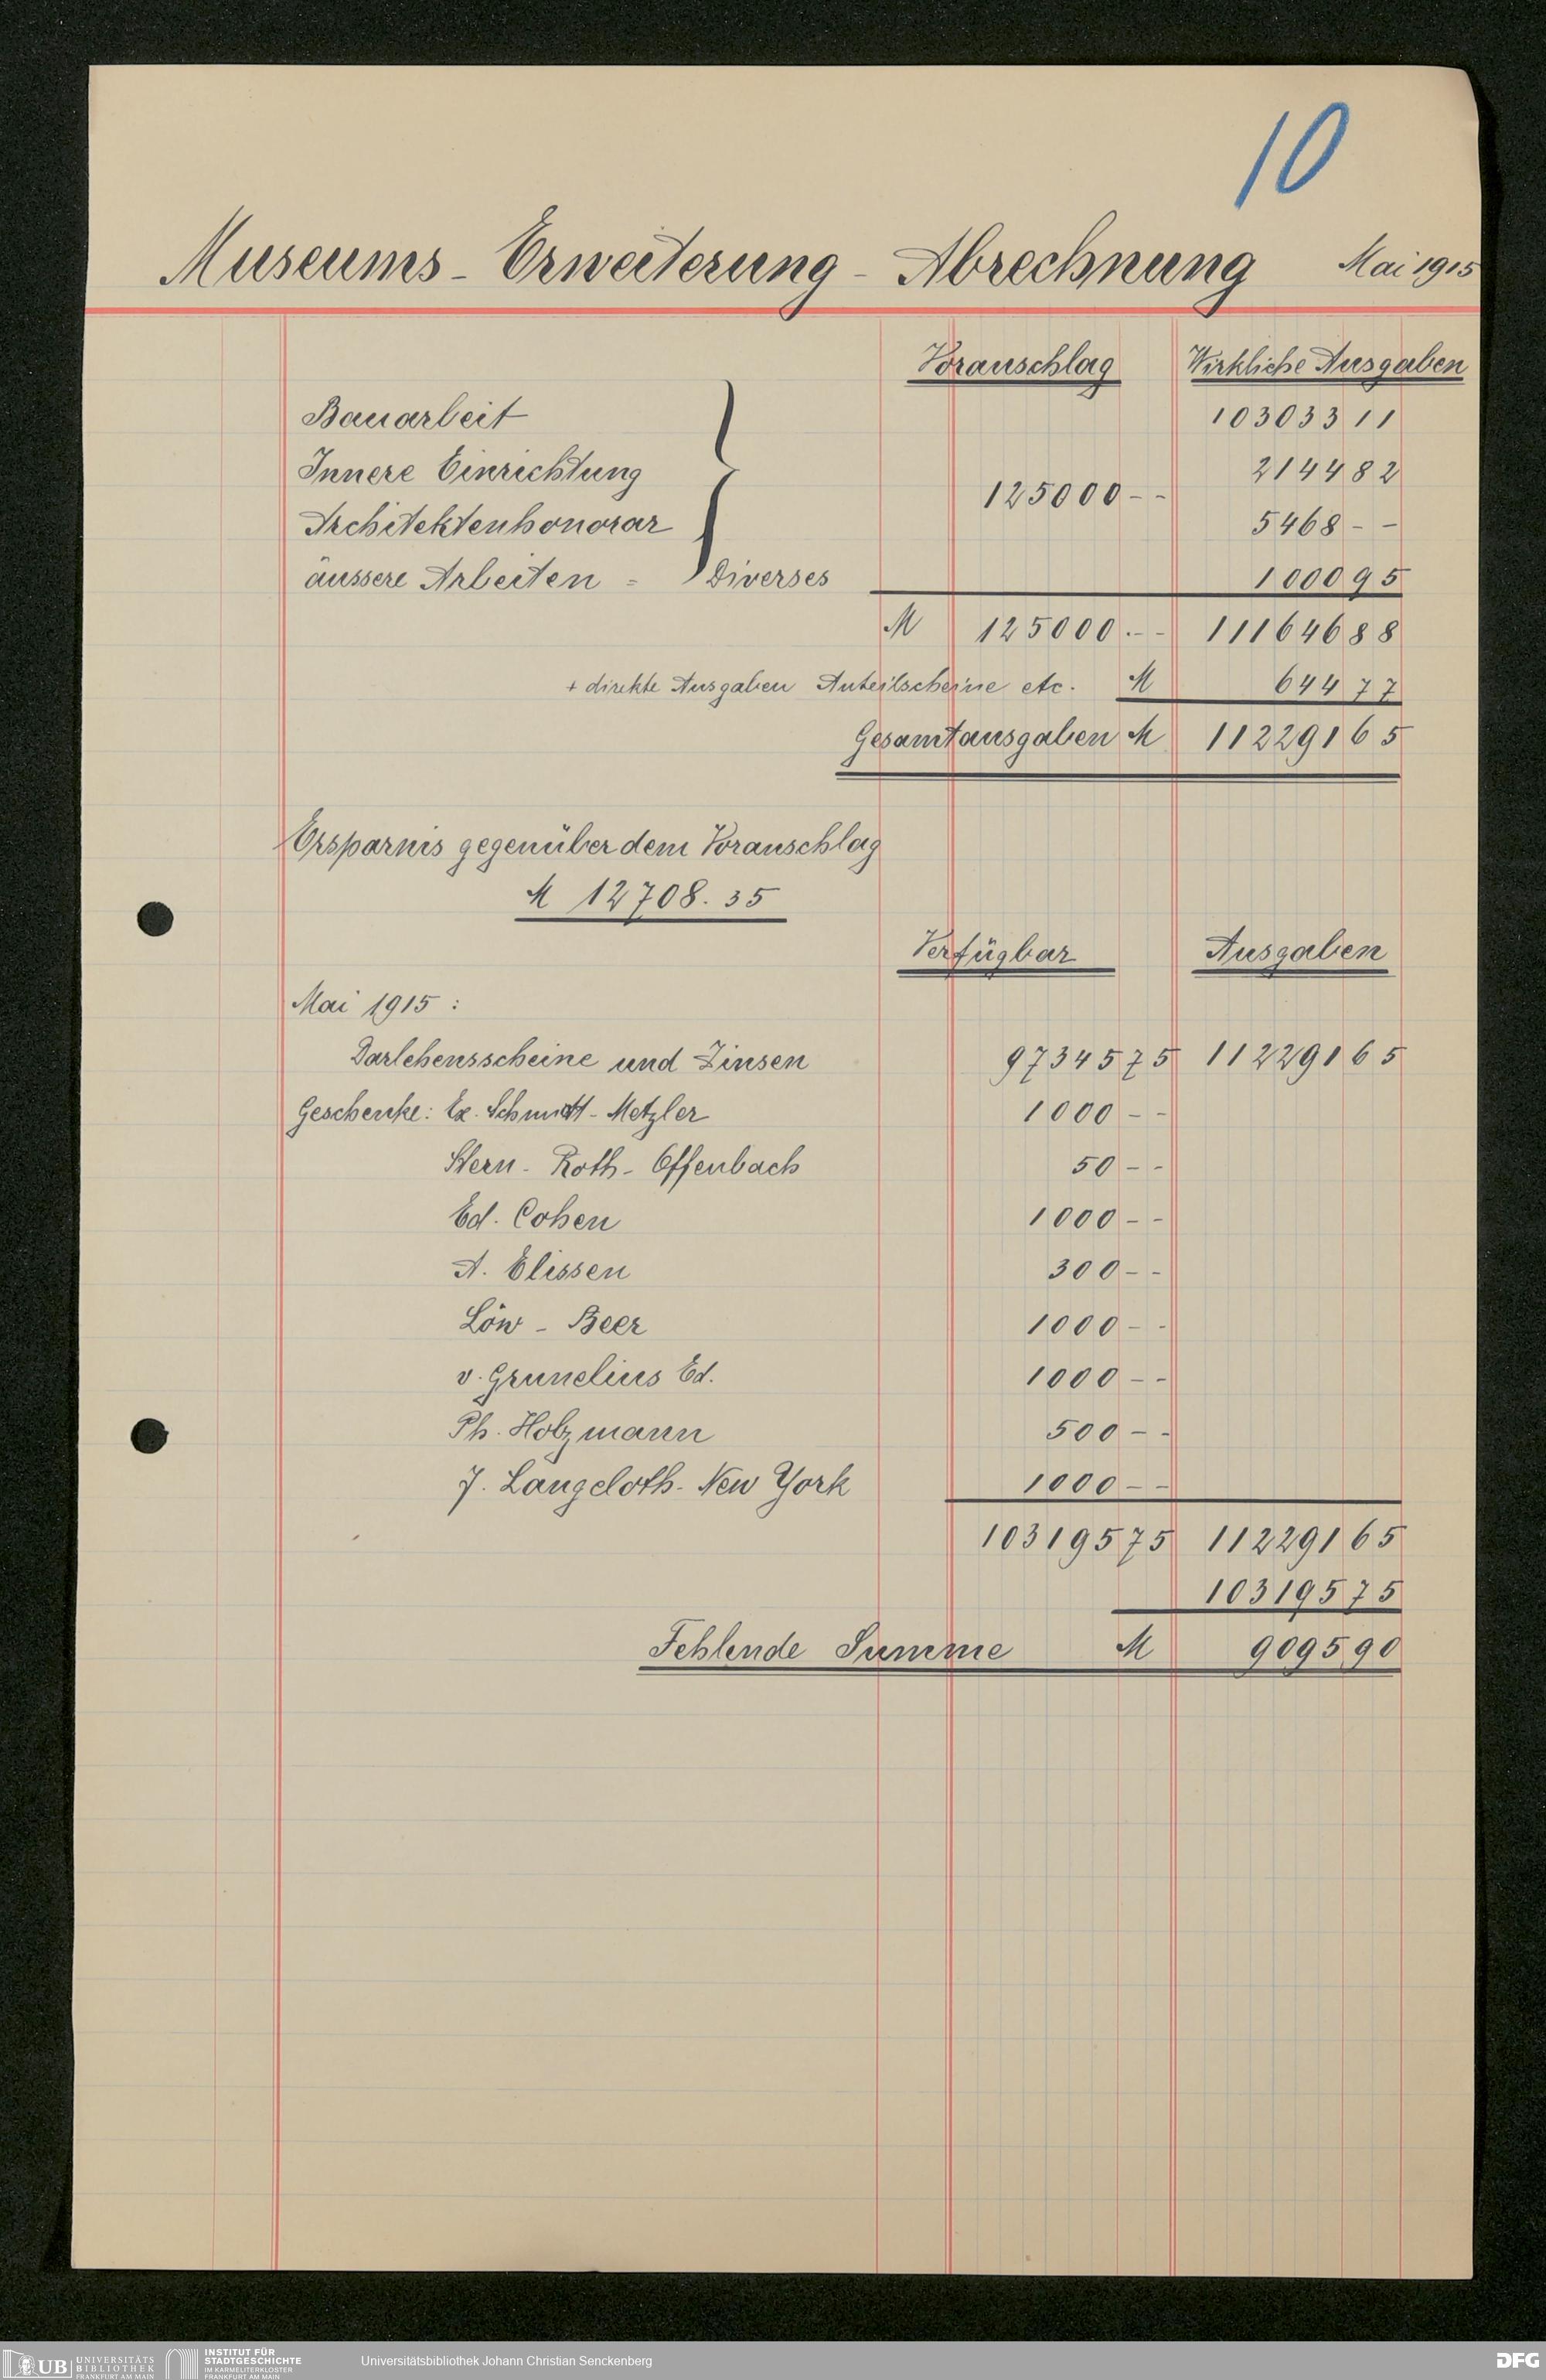 10
Museums-Erweiterung-Abrechnung Mai 1915
Voranschlag Wirkliche Ausgaben
Bauarbeit 103033 11
Innere Einrichtung 2144 82
125000 - -
Architektenhonorar 5468 - -
äussere Arbeiten = Diverses 1000 95
M 125000.- - 111646 88
+ direkte Ausgaben Anteilscheine etc. M 644 77
Gesamtausgaben M 112291 65
Ersparnis gegenüber dem Voranschlag
M 12708.35
Verfügbar Ausgaben
Mai 1915 :
Darlehensscheine und Zinsen 97345 75 112291 65
Geschenke: Ex. Schmidt-Metzler 1000 - -
Stern-Roth-Offenbach 50 - -
Ed. Cohen 1000 - -
A. Elissen 300 - -
Löw-Beer 1000 - -
v. Grunelius Ed. 1000 - -
Ph. Holzmann 500 - -
J. Langeloth-New York 1000 - -
103195 75 112291 65
103195 75
Fehlende Summe M 9095 90
UB UNIVERSITÄTS
BIBLIOTHEK
FRANKFURT AM MAIN
INSTITUT FÜR
STADTGESCHICHTE
IM KARMELITERKLOSTER
FRANKFURT AM MAIN
Universitätsbibliothek Johann Christian Senckenberg
DFG